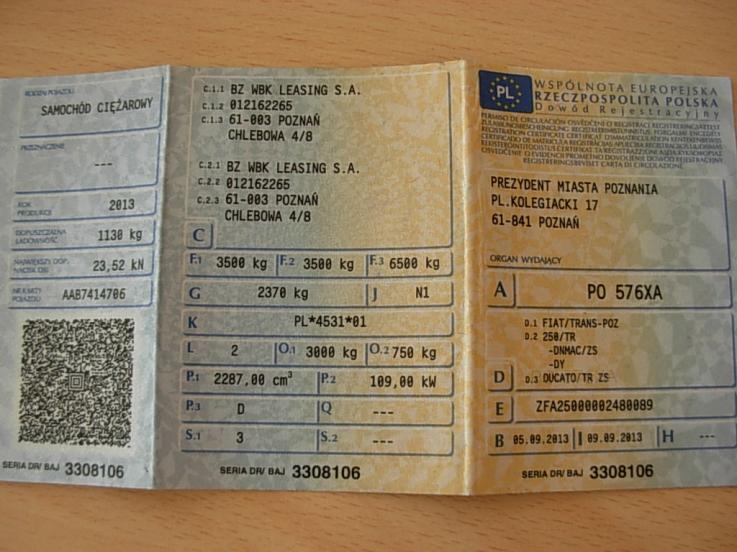 RODZAJ POJAZDU
SAMOCHÓD CIĘŻAROWY
PRZEZNACZENIE
---
ROK PRODUKCJI 2013
DOPUSZCZALNA ŁADOWNOŚĆ 1130 kg
NAJWIĘKSZY DOP. NACISK OSI 23,52 kN
NR KARTY POJAZDU AAB7414706
SERIA DR/ BAJ 3308106
C.1.1 BZ WBK LEASING S.A.
C.1.2 012162265
C.1.3 61-003 POZNAŃ
CHLEBOWA 4/8
C.2.1 BZ WBK LEASING S.A.
C.2.2 012162265
C.2.3 61-003 POZNAŃ
CHLEBOWA 4/8
C
F.1 3500 kg F.2 3500 kg F.3 6500 kg
G 2370 kg J N1
K PL*4531*01
L 2 O.1 3000 kg O.2 750 kg
P.1 2287,00 cm³ P.2 109,00 kW
P.3 D Q ---
S.1 3 S.2 ---
SERIA DR/ BAJ 3308106
PL
WSPÓLNOTA EUROPEJSKA
RZECZPOSPOLITA POLSKA
Dowód Rejestracyjny
PREZYDENT MIASTA POZNANIA
PL.KOLEGIACKI 17
61-841 POZNAŃ
ORGAN WYDAJĄCY
A PO 576XA
D.1 FIAT/TRANS-POZ
D.2 250/TR
-DNMAC/ZS
-DY
D D.3 DUCATO/TR ZS
E ZFA25000002480089
B 05.09.2013 I 09.09.2013 H ---
SERIA DR/ BAJ 3308106